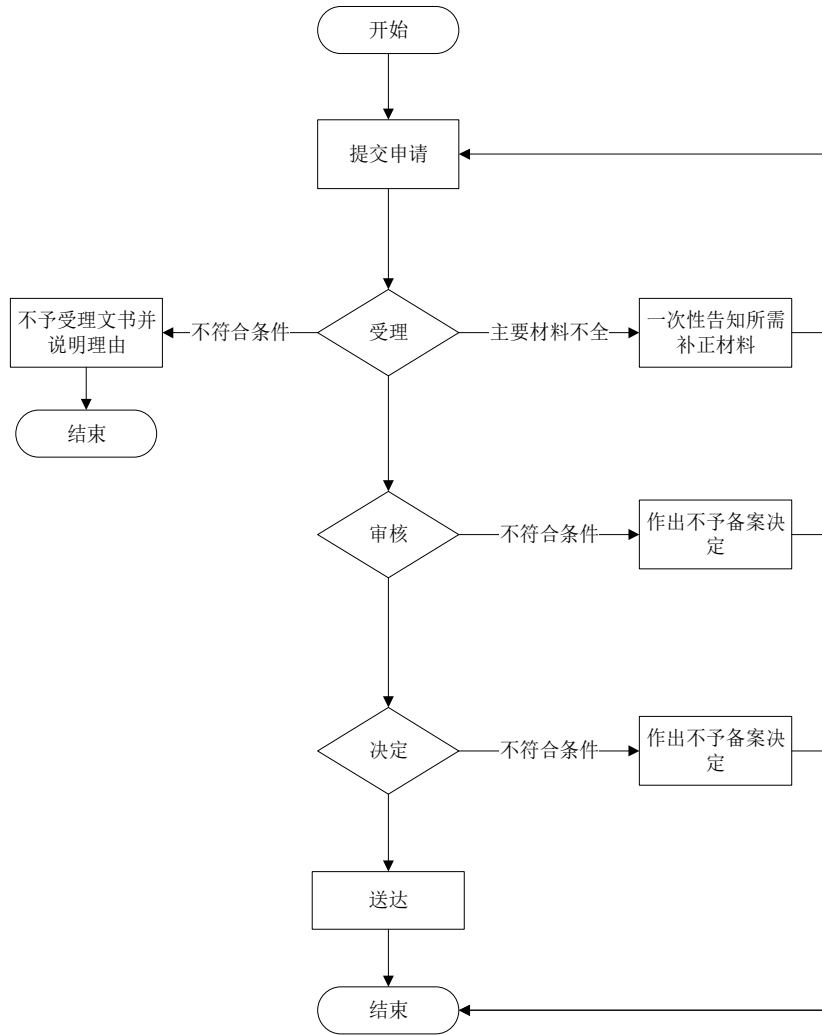 开始
提交申请
不予受理文书并
说明理由
不符合条件
受理
主要材料不全
一次性告知所需
补正材料
结束
审核
不符合条件
作出不予备案决
定
决定
不符合条件
作出不予备案决
定
送达
结束